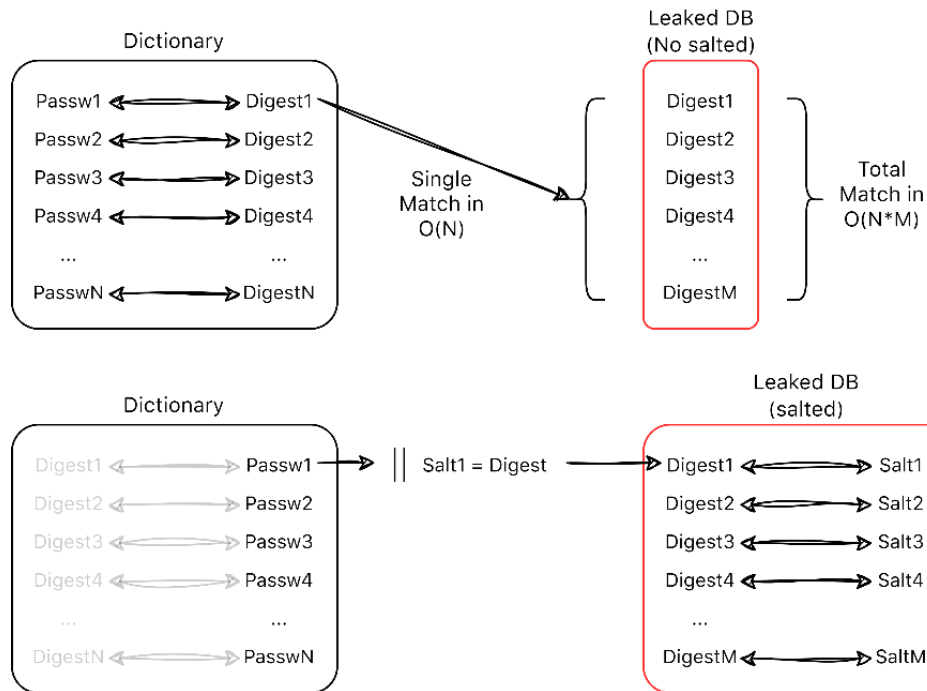 Leaked DB
(No salted)
Dictionary
Passw1 Digest1 Digest1
Passw2 Digest2 Digest2
Passw3 Digest3 Digest3
Passw4 Digest4 Digest4
... ... ...
PasswN DigestN DigestM
Single
Match in
O(N)
Total
Match in
O(N*M)
Leaked DB
(salted)
Dictionary
Digest1 Passw1 || Salt1 = Digest Digest1 Salt1
Digest2 Passw2 Digest2 Salt2
Digest3 Passw3 Digest3 Salt3
Digest4 Passw4 Digest4 Salt4
... ... ...
DigestN PasswN DigestM SaltM